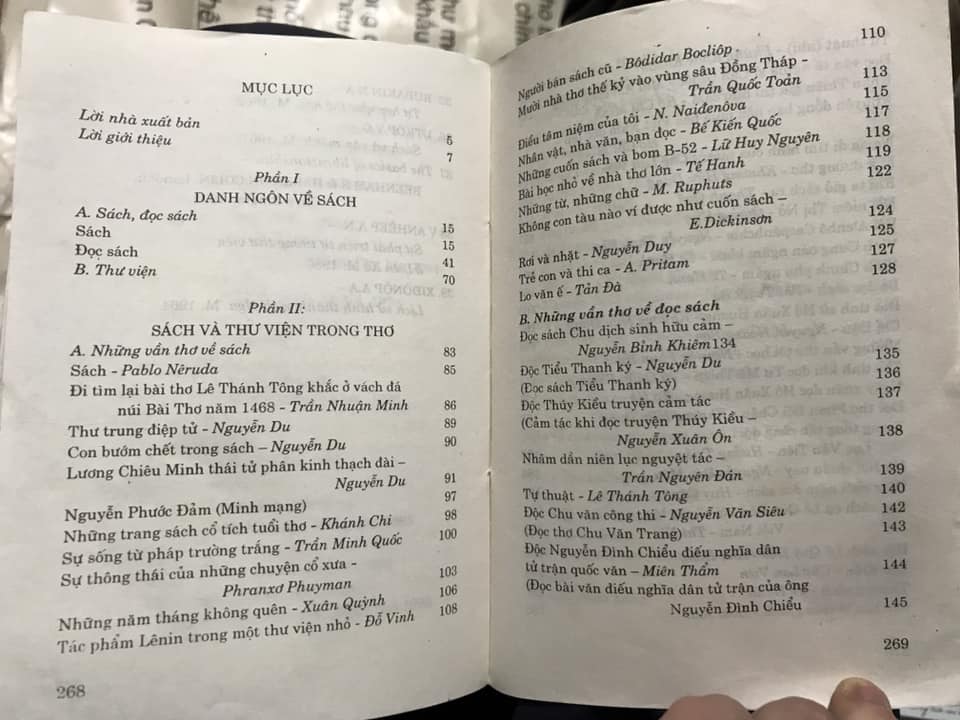 MỤC LỤC
Lời nhà xuất bản 5
Lời giới thiệu 7
Phần I
DANH NGÔN VỀ SÁCH
A. Sách, đọc sách 15
Sách 15
Đọc sách 41
B. Thư viện 70
Phần II:
SÁCH VÀ THƯ VIỆN TRONG THƠ
A. Những vần thơ về sách 83
Sách - Pablo Nêruda 85
Đi tìm lại bài thơ Lê Thánh Tông khắc ở vách đá
núi Bài Thơ năm 1468 - Trần Nhuận Minh 86
Thư trung điệp tử - Nguyễn Du 89
Con bướm chết trong sách – Nguyễn Du 90
Lương Chiêu Minh thái tử phân kinh thạch đài –
Nguyễn Du 91
Nguyễn Phước Đảm (Minh mạng) 97
Những trang sách cổ tích tuổi thơ - Khánh Chi 98
Sự sống từ pháp trường trắng - Trần Minh Quốc 100
Sự thông thái của những chuyện cổ xưa -
Phranxơ Phuyman 103
Những năm tháng không quên - Xuân Quỳnh 106
Tác phẩm Lênin trong một thư viện nhỏ - Đỗ Vinh 108
268
Người bán sách cũ - Bôdidar Bocliôp 110
Mười nhà thơ thế kỷ vào vùng sâu Đồng Tháp -
Trần Quốc Toàn 113
Điều tâm niệm của tôi - N. Naiđenôva 115
Nhân vật, nhà văn, bạn đọc - Bế Kiến Quốc 117
Những cuốn sách và bom B-52 - Lữ Huy Nguyên 118
Bài học nhỏ về nhà thơ lớn - Tế Hanh 119
Những từ, những chữ - M. Ruphuts 122
Không con tàu nào ví được như cuốn sách –
E.Dickinsơn 124
Rơi và nhặt - Nguyễn Duy 125
Trẻ con và thi ca - A. Pritam 127
Lo văn ế - Tản Đà 128
B. Những vần thơ về đọc sách
Đọc sách Chu dịch sinh hữu cảm –
Nguyễn Bỉnh Khiêm134
Độc Tiểu Thanh ký - Nguyễn Du 135
(Đọc sách Tiểu Thanh ký) 136
Độc Thúy Kiều truyện cảm tác 137
(Cảm tác khi đọc truyện Thúy Kiều –
Nguyễn Xuân Ôn 138
Nhâm dần niên lục nguyệt tác –
Trần Nguyên Đán 139
Tự thuật - Lê Thánh Tông 140
Độc Chu văn công thi - Nguyễn Văn Siêu 142
(Đọc thơ Chu Văn Trang) 143
Độc Nguyễn Đình Chiểu điếu nghĩa dân
tử trận quốc văn – Miên Thẩm 144
(Đọc bài văn điếu nghĩa dân tử trận của ông
Nguyễn Đình Chiểu 145
269